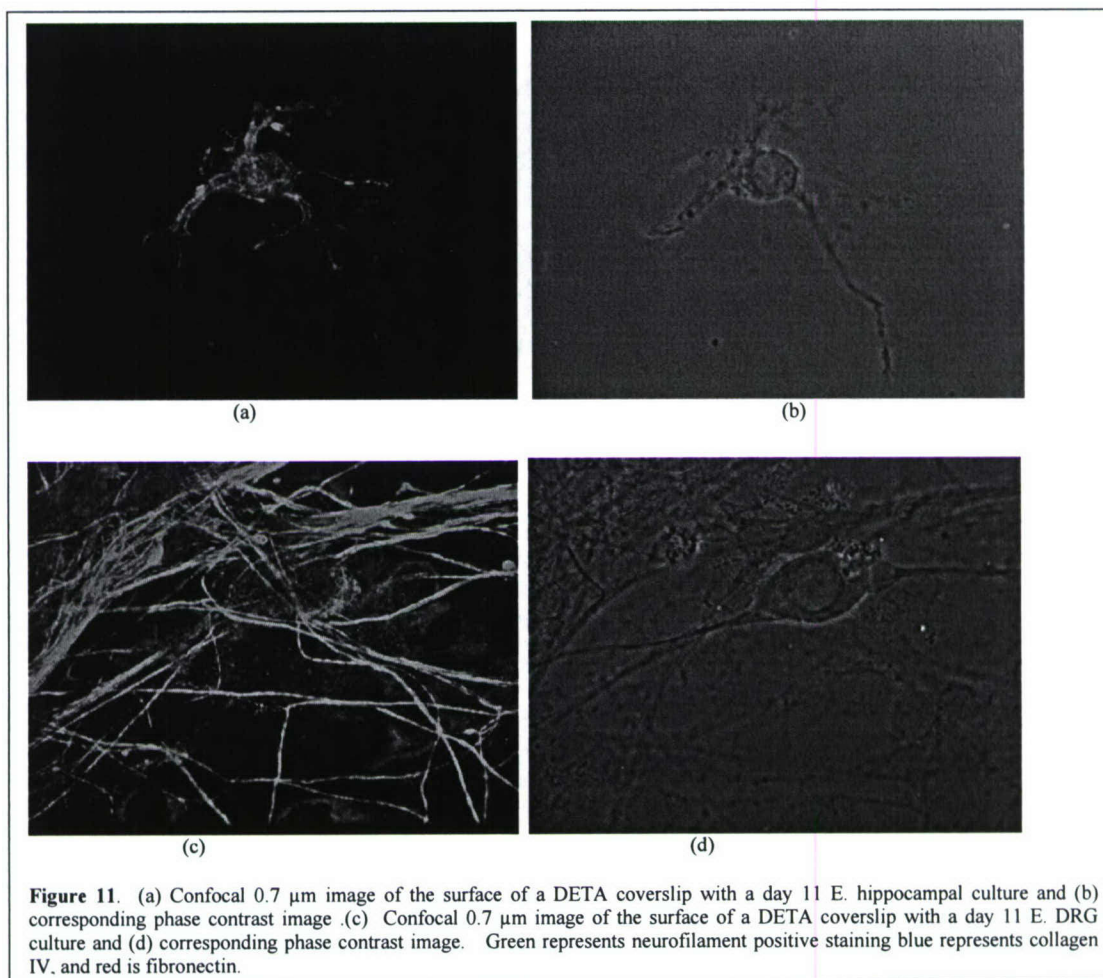 (a)
(b)
(c)
(d)
Figure 11. (a) Confocal 0.7 µm image of the surface of a DETA coverslip with a day 11 E. hippocampal culture and (b)
corresponding phase contrast image .(c) Confocal 0.7 µm image of the surface of a DETA coverslip with a day 11 E. DRG
culture and (d) corresponding phase contrast image. Green represents neurofilament positive staining blue represents collagen
IV, and red is fibronectin.